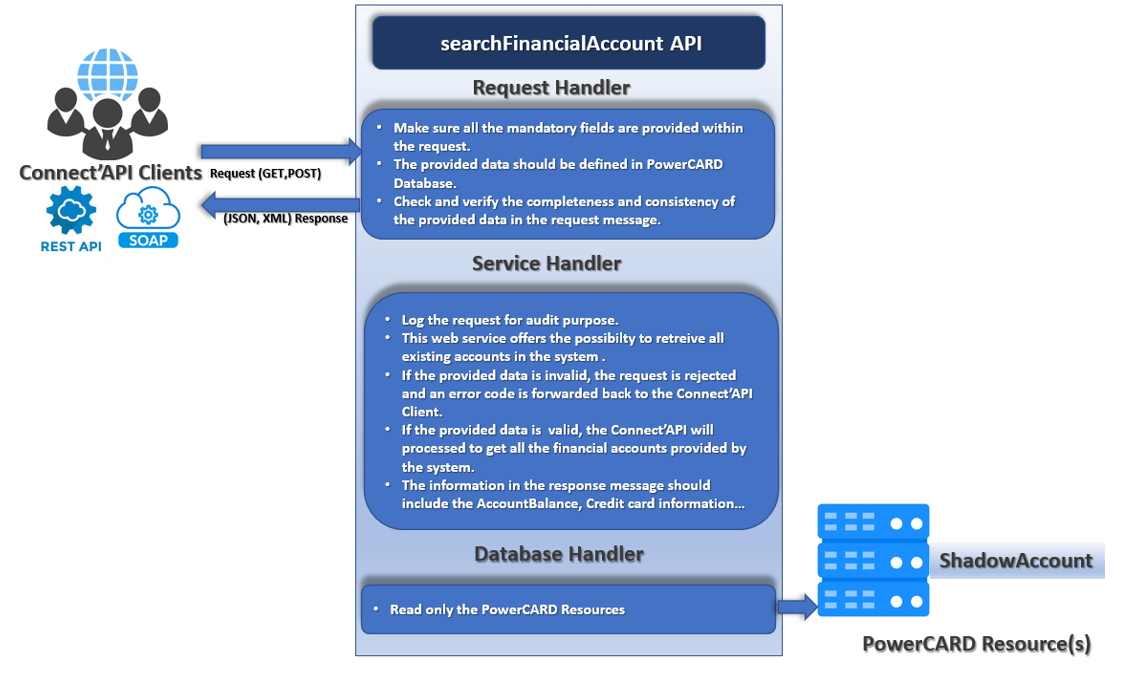 searchFinancialAccount API
Request Handler
• Make sure all the mandatory fields are provided within
the request.
• The provided data should be defined in PowerCARD
Database.
• Check and verify the completeness and consistency of
the provided data in the request message.
Connect'API Clients
Request (GET,POST)
(JSON, XML) Response
REST API
SOAP
Service Handler
• Log the request for audit purpose.
• This web service offers the possibilty to retreive all
existing accounts in the system .
• If the provided data is invalid, the request is rejected
and an error code is forwarded back to the Connect'API
Client.
• If the provided data is  valid, the Connect'API will
processed to get all the financial accounts provided by
the system.
• The information in the response message should
include the AccountBalance, Credit card information…
Database Handler
• Read only the PowerCARD Resources
ShadowAccount
PowerCARD Resource(s)